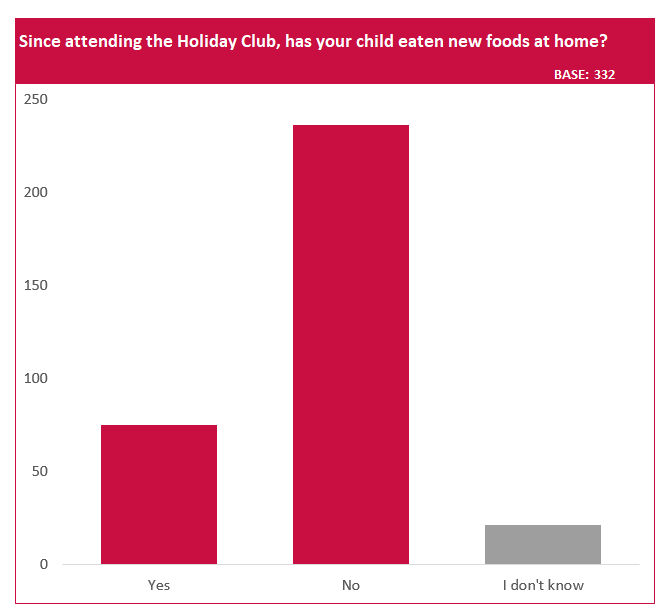 Since attending the Holiday Club, has your child eaten new foods at home?
BASE: 332
250
200
150
100
50
0
Yes No I don't know